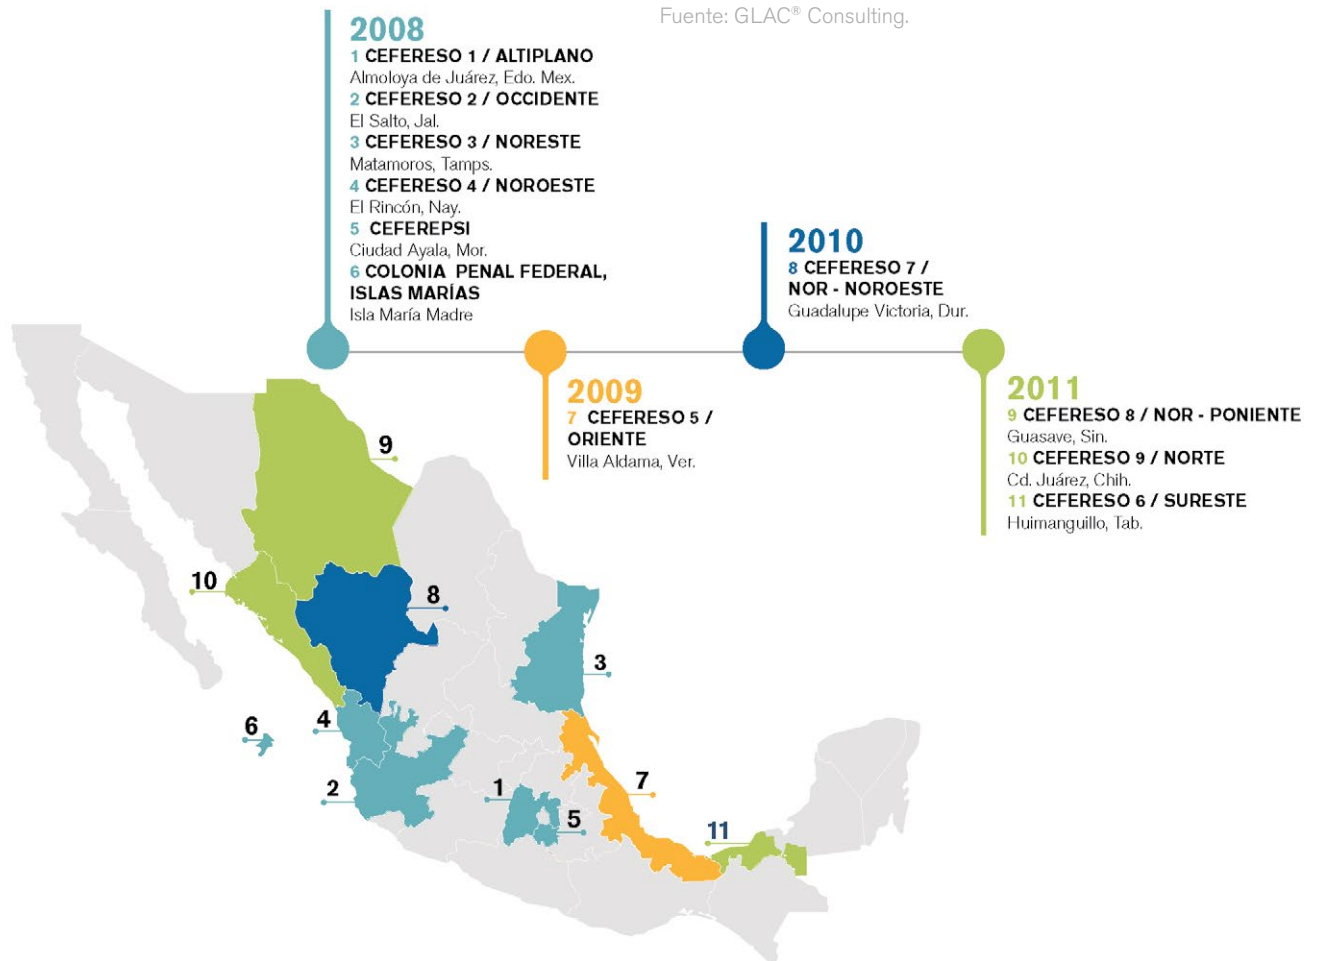 Fuente: GLAC® Consulting.
2008
1 CEFERESO 1 / ALTIPLANO
Almoloya de Juárez, Edo. Mex.
2 CEFERESO 2 / OCCIDENTE
El Salto, Jal.
3 CEFERESO 3 / NORESTE
Matamoros, Tamps.
4 CEFERESO 4 / NOROESTE
El Rincón, Nay.
5 CEFEREPSI
Ciudad Ayala, Mor.
6 COLONIA PENAL FEDERAL,
ISLAS MARÍAS
Isla María Madre
2009
7 CEFERESO 5 /
ORIENTE
Villa Aldama, Ver.
2010
8 CEFERESO 7 /
NOR - NOROESTE
Guadalupe Victoria, Dur.
2011
9 CEFERESO 8 / NOR - PONIENTE
Guasave, Sin.
10 CEFERESO 9 / NORTE
Cd. Juárez, Chih.
11 CEFERESO 6 / SURESTE
Huimanguillo, Tab.
9
10
8
3
6
4
2
1
5
7
11